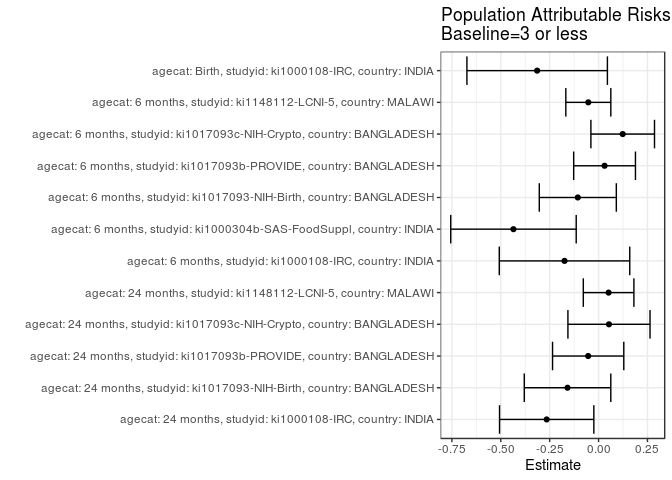 Population Attributable Risks
Baseline=3 or less
agecat: Birth, studyid: ki1000108-IRC, country: INDIA
agecat: 6 months, studyid: ki1148112-LCNI-5, country: MALAWI
agecat: 6 months, studyid: ki1017093c-NIH-Crypto, country: BANGLADESH
agecat: 6 months, studyid: ki1017093b-PROVIDE, country: BANGLADESH
agecat: 6 months, studyid: ki1017093-NIH-Birth, country: BANGLADESH
agecat: 6 months, studyid: ki1000304b-SAS-FoodSuppl, country: INDIA
agecat: 6 months, studyid: ki1000108-IRC, country: INDIA
agecat: 24 months, studyid: ki1148112-LCNI-5, country: MALAWI
agecat: 24 months, studyid: ki1017093c-NIH-Crypto, country: BANGLADESH
agecat: 24 months, studyid: ki1017093b-PROVIDE, country: BANGLADESH
agecat: 24 months, studyid: ki1017093-NIH-Birth, country: BANGLADESH
agecat: 24 months, studyid: ki1000108-IRC, country: INDIA
-0.75 -0.50 -0.25 0.00 0.25
Estimate